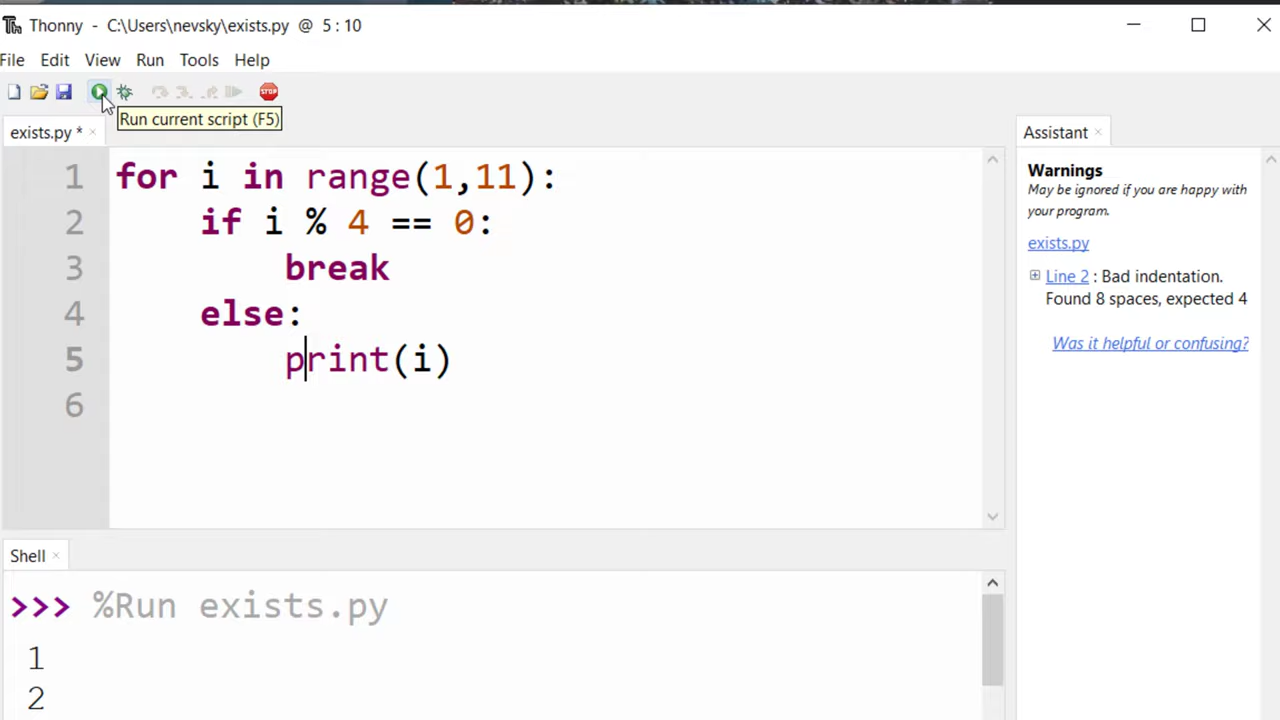 Thonny - C:\Users\nevsky\exists.py @ 5 : 10
File Edit View Run Tools Help
STOP
Run current script (F5)
exists.py * ×
Assistant ×
1 for i in range(1,11):
2     if i % 4 == 0:
3         break
4     else:
5         print(i)
6
Warnings
May be ignored if you are happy with
your program.
exists.py
Line 2 : Bad indentation.
Found 8 spaces, expected 4
Was it helpful or confusing?
Shell ×
>>> %Run exists.py
1
2